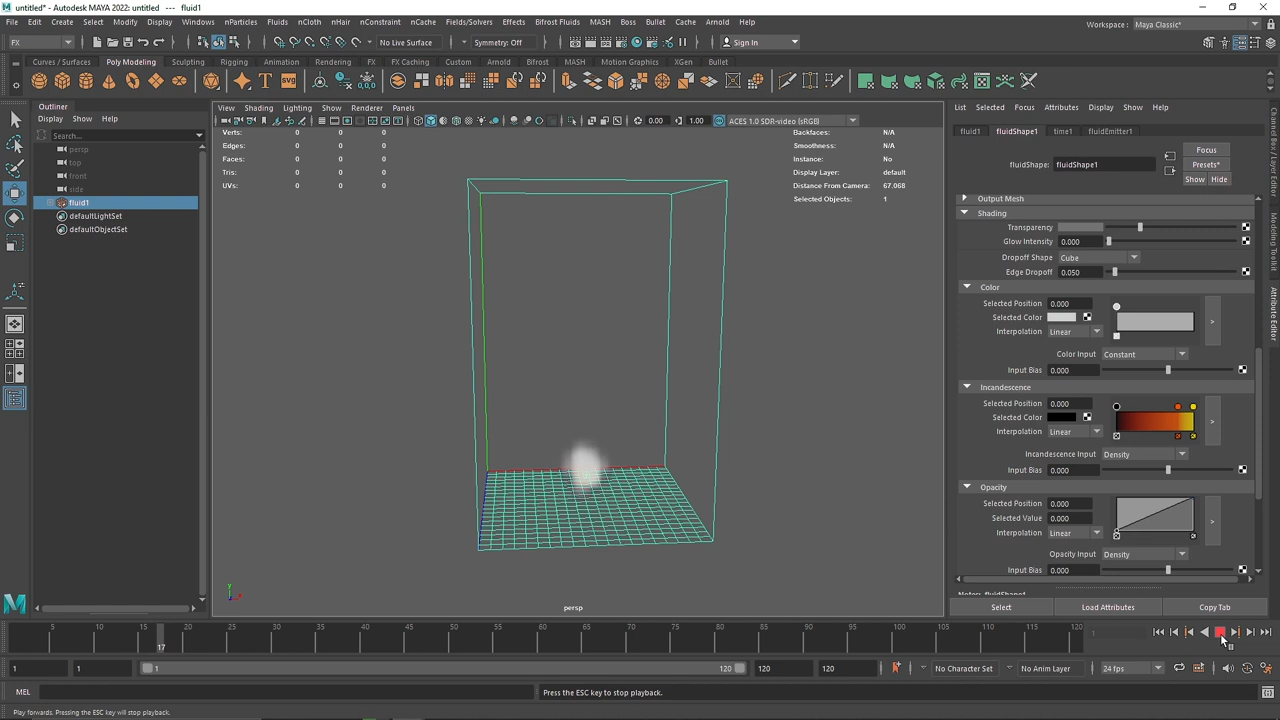 untitled* - Autodesk MAYA 2022: untitled --- fluid1
File Edit Create Select Modify Display Windows nParticles Fluids nCloth nHair nConstraint nCache Fields/Solvers Effects Bifrost Fluids MASH Boss Bullet Cache Arnold Help
Workspace: Maya Classic*
FX
No Live Surface
Symmetry: Off
Sign In
Curves / Surfaces Poly Modeling Sculpting Rigging Animation Rendering FX FX Caching Custom Arnold Bifrost MASH Motion Graphics XGen Bullet
Outliner
Display Show Help
Search...
persp
top
front
side
fluid1
defaultLightSet
defaultObjectSet
View Shading Lighting Show Renderer Panels
0.00 1.00 ACES 1.0 SDR-video (sRGB)
Verts: 0 0 0
Edges: 0 0 0
Faces: 0 0 0
Tris: 0 0 0
UVs: 0 0 0
Backfaces: N/A
Smoothness: N/A
Instance: No
Display Layer: default
Distance From Camera: 67.068
Selected Objects: 1
y
persp
List Selected Focus Attributes Display Show Help
fluid1 fluidShape1 time1 fluidEmitter1
Focus
fluidShape: fluidShape1
Presets*
Show Hide
Output Mesh
Shading
Transparency
Glow Intensity 0.000
Dropoff Shape Cube
Edge Dropoff 0.050
Color
Selected Position 0.000
Selected Color
Interpolation Linear
>
Color Input Constant
Input Bias 0.000
Incandescence
Selected Position 0.000
Selected Color
Interpolation Linear
>
Incandescence Input Density
Input Bias 0.000
Opacity
Selected Position 0.000
Selected Value 0.000
Interpolation Linear
>
Opacity Input Density
Input Bias 0.000
Notes: fluidShape1
Select Load Attributes Copy Tab
Channel Box / Layer Editor
Modeling Toolkit
Attribute Editor
5 10 15 20 25 30 35 40 45 50 55 60 65 70 75 80 85 90 95 100 105 110 115 120
17
1
1 1 1 120 120 120 No Character Set No Anim Layer 24 fps
MEL Press the ESC key to stop playback.
Play forwards. Pressing the ESC key will stop playback.